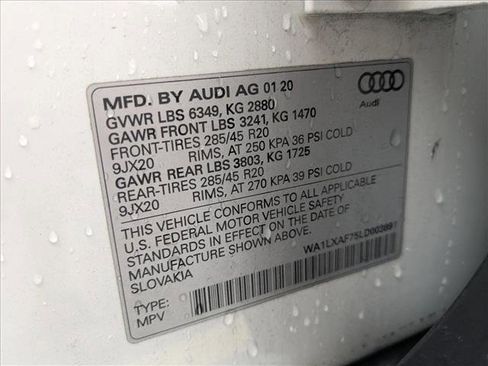 MFD. BY AUDI AG 01 20
GVWR LBS 6349, KG 2880
GAWR FRONT LBS 3241, KG 1470
FRONT-TIRES 285/45 R20
9JX20 RIMS, AT 250 KPA 36 PSI COLD
GAWR REAR LBS 3803, KG 1725
REAR-TIRES 285/45 R20
9JX20 RIMS, AT 270 KPA 39 PSI COLD
THIS VEHICLE CONFORMS TO ALL APPLICABLE
U.S. FEDERAL MOTOR VEHICLE SAFETY
STANDARDS IN EFFECT ON THE DATE OF
MANUFACTURE SHOWN ABOVE
SLOVAKIA
WA1LXAF75LD003891
TYPE:
MPV
Audi